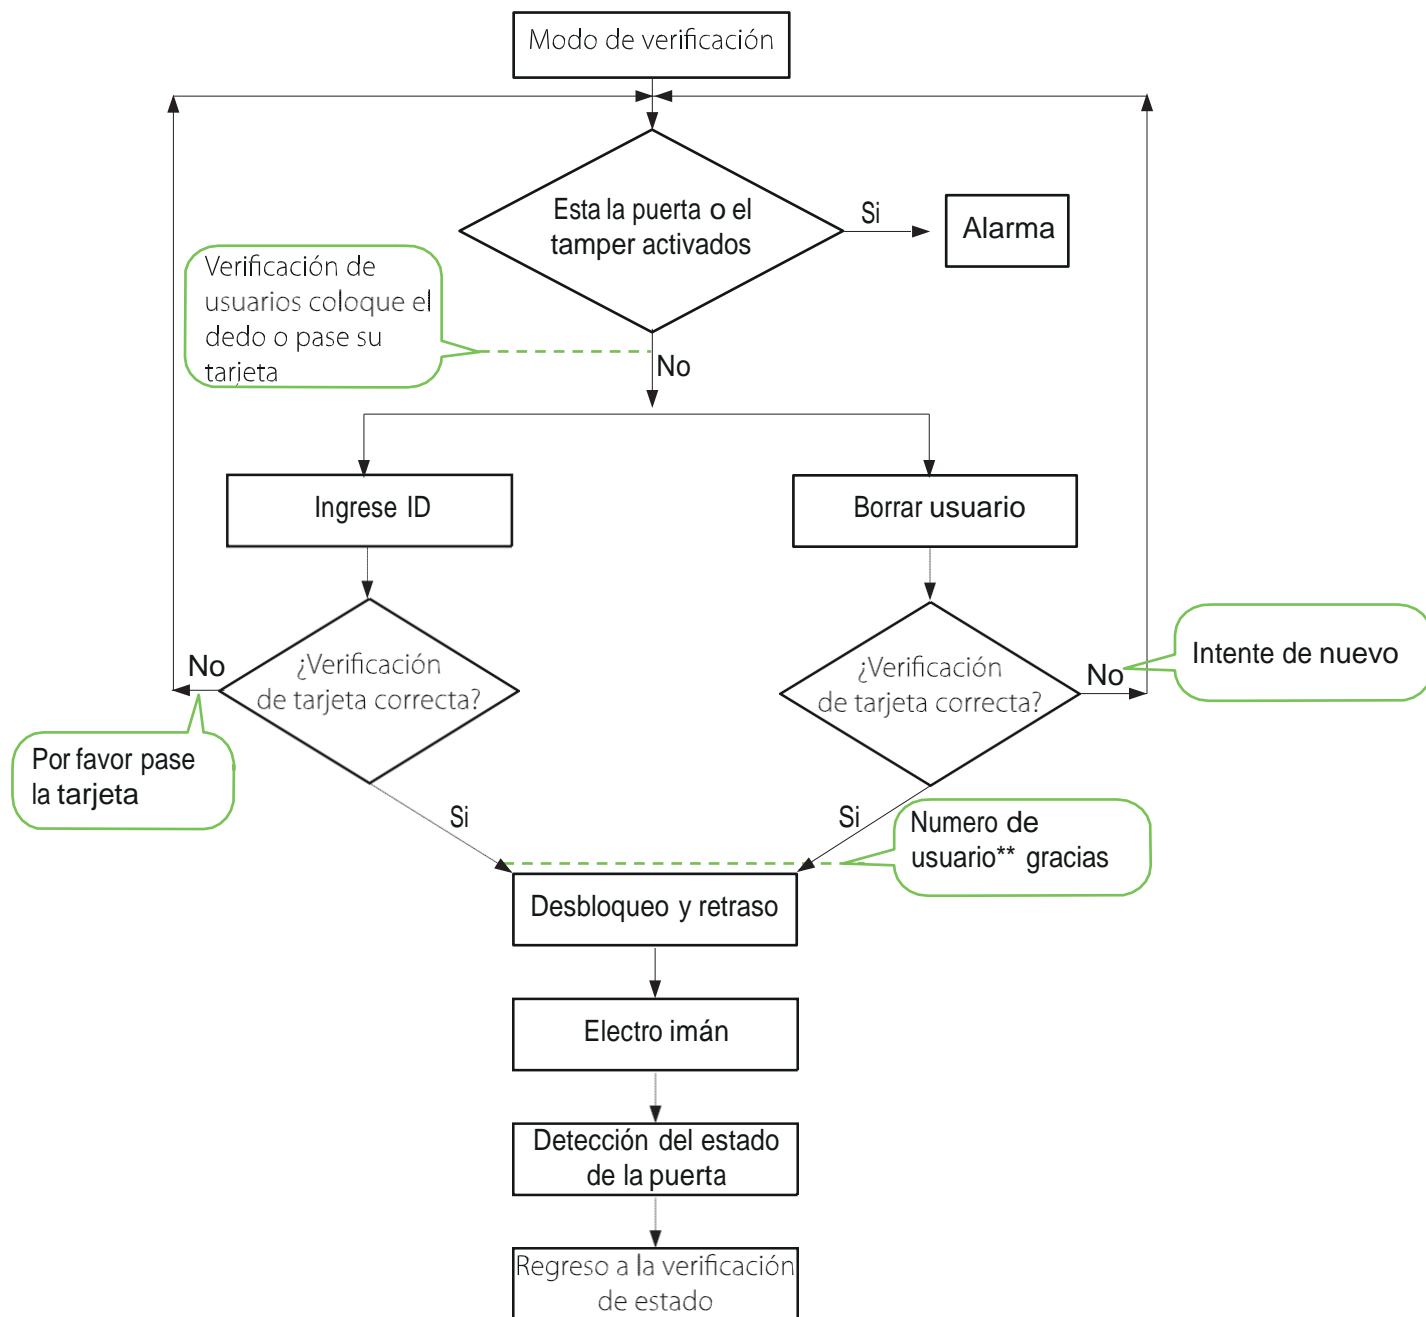 Modo de verificación
Esta la puerta o el
tamper activados
Si
Alarma
Verificación de
usuarios coloque el
dedo o pase su
tarjeta
No
Ingrese ID
Borrar usuario
¿Verificación
de tarjeta correcta?
No
¿Verificación
de tarjeta correcta?
No
Intente de nuevo
Por favor pase
la tarjeta
Si
Si
Numero de
usuario** gracias
Desbloqueo y retraso
Electro imán
Detección del estado
de la puerta
Regreso a la verificación
de estado